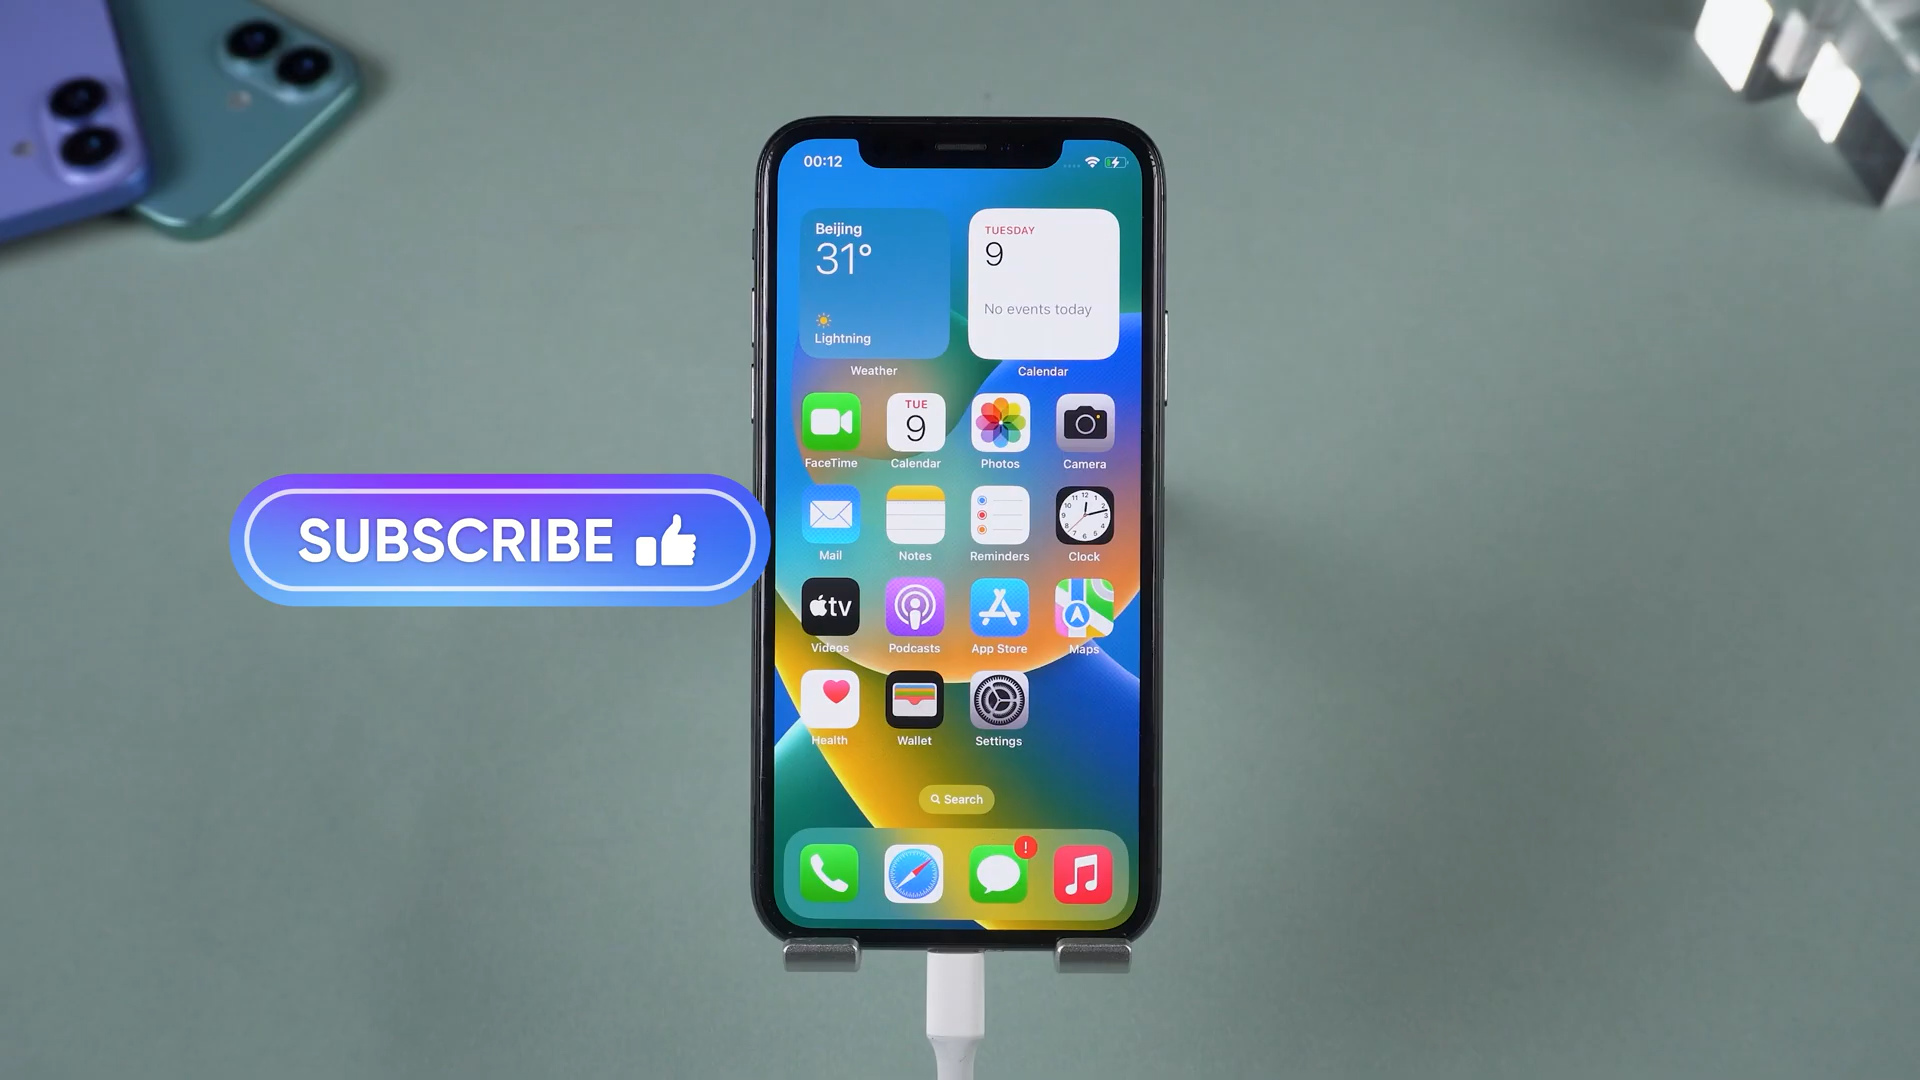 00:12
Beijing
31°
Lightning
Weather
TUESDAY
9
No events today
Calendar
TUE
9
FaceTime
Calendar
Photos
Camera
Mail
Notes
Reminders
Clock
tv
Videos
Podcasts
App Store
Maps
Health
Wallet
Settings
Search
!
SUBSCRIBE